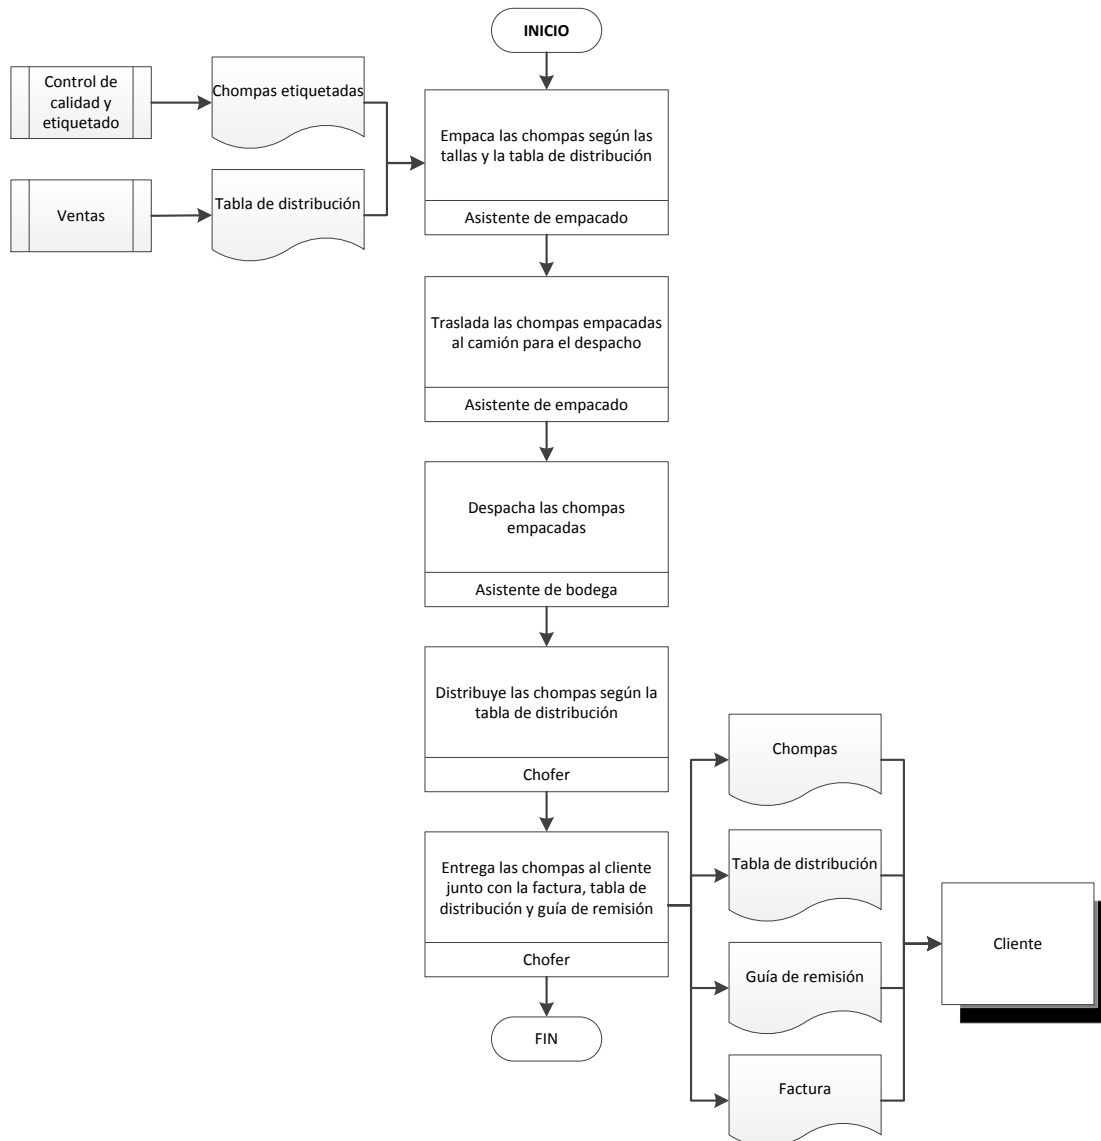 INICIO
Control de
calidad y
etiquetado
Chompas etiquetadas
Empaca las chompas según las
tallas y la tabla de distribución
Ventas
Tabla de distribución
Asistente de empacado
Traslada las chompas empacadas
al camión para el despacho
Asistente de empacado
Despacha las chompas
empacadas
Asistente de bodega
Distribuye las chompas según la
tabla de distribución
Chofer
Entrega las chompas al cliente
junto con la factura, tabla de
distribución y guía de remisión
Chofer
FIN
Chompas
Tabla de distribución
Guía de remisión
Factura
Cliente